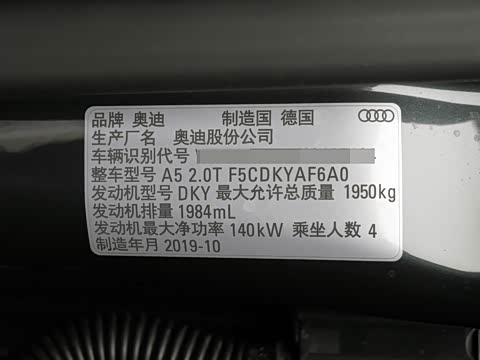 品牌 奥迪 制造国 德国
生产厂名 奥迪股份公司
车辆识别代号
整车型号 A5 2.0T F5CDKYAF6A0
发动机型号 DKY 最大允许总质量 1950kg
发动机排量 1984mL
发动机最大净功率 140kW 乘坐人数 4
制造年月 2019-10